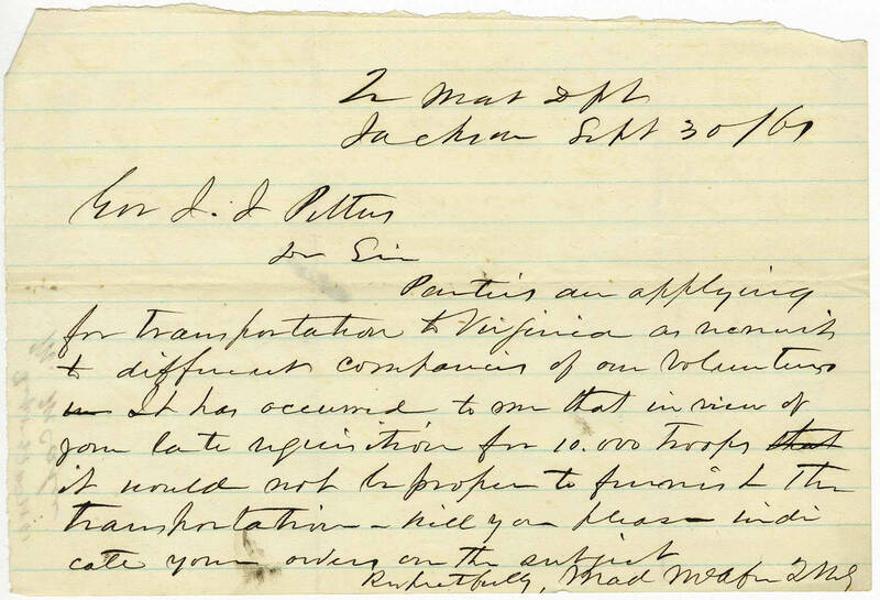 Qr Mas Dpt
Jackson Sept 30/61
Gov J. J Pettus
Dr Sir
Parties are applying
for transportation to Virginia as recruits
to different companies of our Volunteers
It has occurred to me that in view of
your late requisition for 10.000 troops that
it would not be proper to furnish the
transportation - Will you please indi
cate your orders on the subject
Respectfully, Mad McAfee Q M G